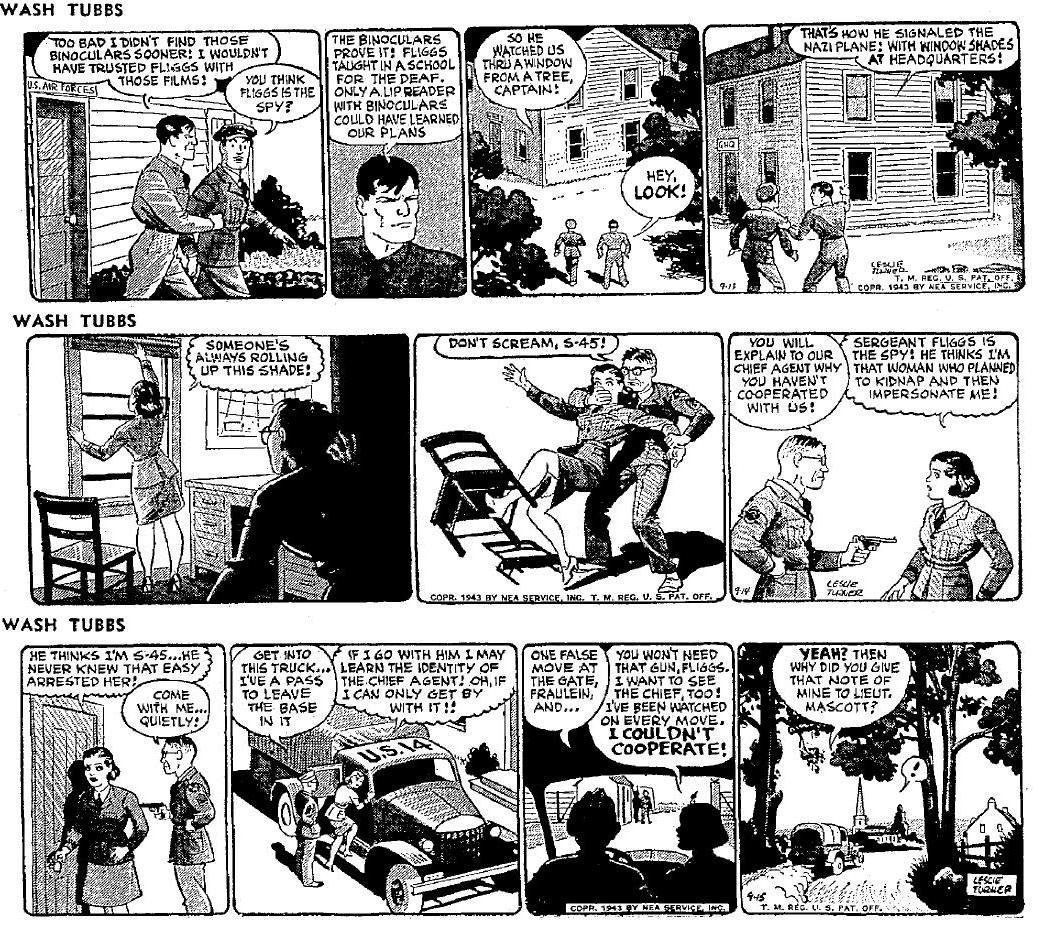 WASH TUBBS
TOO BAD I DIDN'T FIND THOSE
BINOCULARS SOONER! I WOULDN'T
HAVE TRUSTED FLIGGS WITH
THOSE FILMS!
YOU THINK
FLIGGS IS THE
SPY?
U.S. AIR FORCES
THE BINOCULARS
PROVE IT! FLIGGS
TAUGHT IN A SCHOOL
FOR THE DEAF.
ONLY A LIP READER
WITH BINOCULARS
COULD HAVE LEARNED
OUR PLANS
SO HE
WATCHED US
THRU A WINDOW
FROM A TREE,
CAPTAIN!
HEY,
LOOK!
THAT'S HOW HE SIGNALED THE
NAZI PLANE! WITH WINDOW SHADES
AT HEADQUARTERS!
GHQ
LESLIE
TURNER
9-13
T. M. REG. U. S. PAT. OFF.
COPR. 1943 BY NEA SERVICE, INC.
WASH TUBBS
SOMEONE'S
ALWAYS ROLLING
UP THIS SHADE!
DON'T SCREAM, S-45!
COPR. 1943 BY NEA SERVICE, INC. T. M. REG. U. S. PAT. OFF.
YOU WILL
EXPLAIN TO OUR
CHIEF AGENT WHY
YOU HAVEN'T
COOPERATED
WITH US!
SERGEANT FLIGGS IS
THE SPY! HE THINKS I'M
THAT WOMAN WHO PLANNED
TO KIDNAP AND THEN
IMPERSONATE ME!
9-14
LESLIE
TURNER
WASH TUBBS
HE THINKS I'M S-45...HE
NEVER KNEW THAT EASY
ARRESTED HER!
COME
WITH ME...
QUIETLY!
GET INTO
THIS TRUCK...
I'VE A PASS
TO LEAVE
THE BASE
IN IT
IF I GO WITH HIM I MAY
LEARN THE IDENTITY OF
THE CHIEF AGENT! OH, IF
I CAN ONLY GET BY
WITH IT!!
U.S. 14
ONE FALSE
MOVE AT
THE GATE,
FRAULEIN,
AND...
YOU WON'T NEED
THAT GUN, FLIGGS.
I WANT TO SEE
THE CHIEF, TOO!
I'VE BEEN WATCHED
ON EVERY MOVE.
I COULDN'T
COOPERATE!
COPR. 1943 BY NEA SERVICE, INC.
YEAH? THEN
WHY DID YOU GIVE
THAT NOTE OF
MINE TO LIEUT.
MASCOTT?
!
LESLIE
TURNER
9-15
T. M. REG. U. S. PAT. OFF.